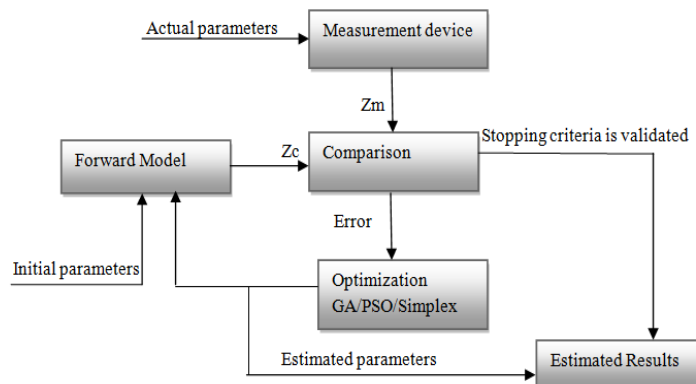 Actual parameters
Measurement device
Zm
Stopping criteria is validated
Forward Model
Zc
Comparison
Error
Initial parameters
Optimization
GA/PSO/Simplex
Estimated parameters
Estimated Results